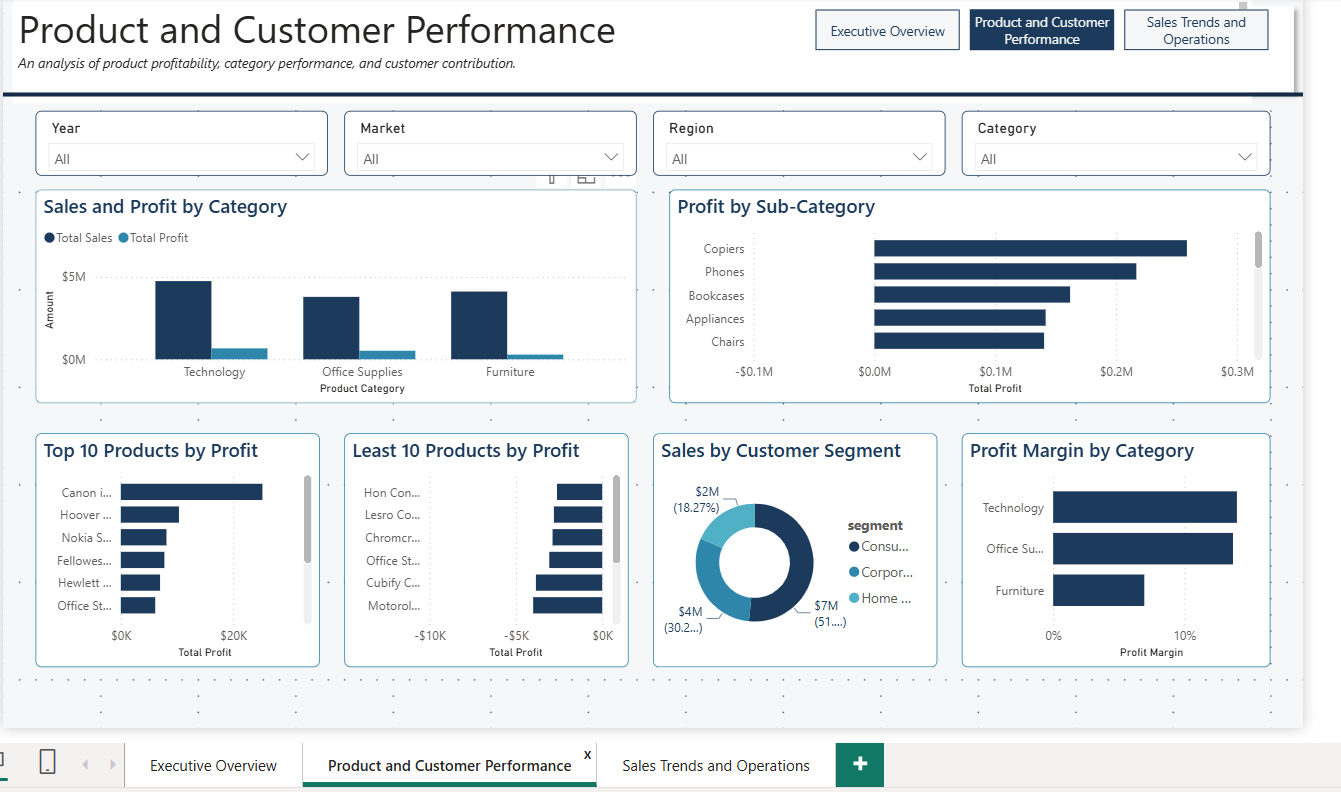 Product and Customer Performance
An analysis of product profitability, category performance, and customer contribution.
Executive Overview
Product and Customer
Performance
Sales Trends and
Operations
Year
All
Market
All
Region
All
Category
All
Sales and Profit by Category
Total Sales Total Profit
Amount
$5M
$0M
Technology
Office Supplies
Furniture
Product Category
Profit by Sub-Category
Copiers
Phones
Bookcases
Appliances
Chairs
-$0.1M
$0.0M
$0.1M
$0.2M
$0.3M
Total Profit
Top 10 Products by Profit
Canon i...
Hoover ...
Nokia S...
Fellowes...
Hewlett ...
Office St...
$0K
$20K
Total Profit
Least 10 Products by Profit
Hon Con...
Lesro Co...
Chromcr...
Office St...
Cubify C...
Motorol...
-$10K
-$5K
$0K
Total Profit
Sales by Customer Segment
$2M
(18.27%)
$4M
(30.2...)
$7M
(51....)
segment
Consu...
Corpor...
Home ...
Profit Margin by Category
Technology
Office Su...
Furniture
0%
10%
Profit Margin
Executive Overview
Product and Customer Performance
x
Sales Trends and Operations
+